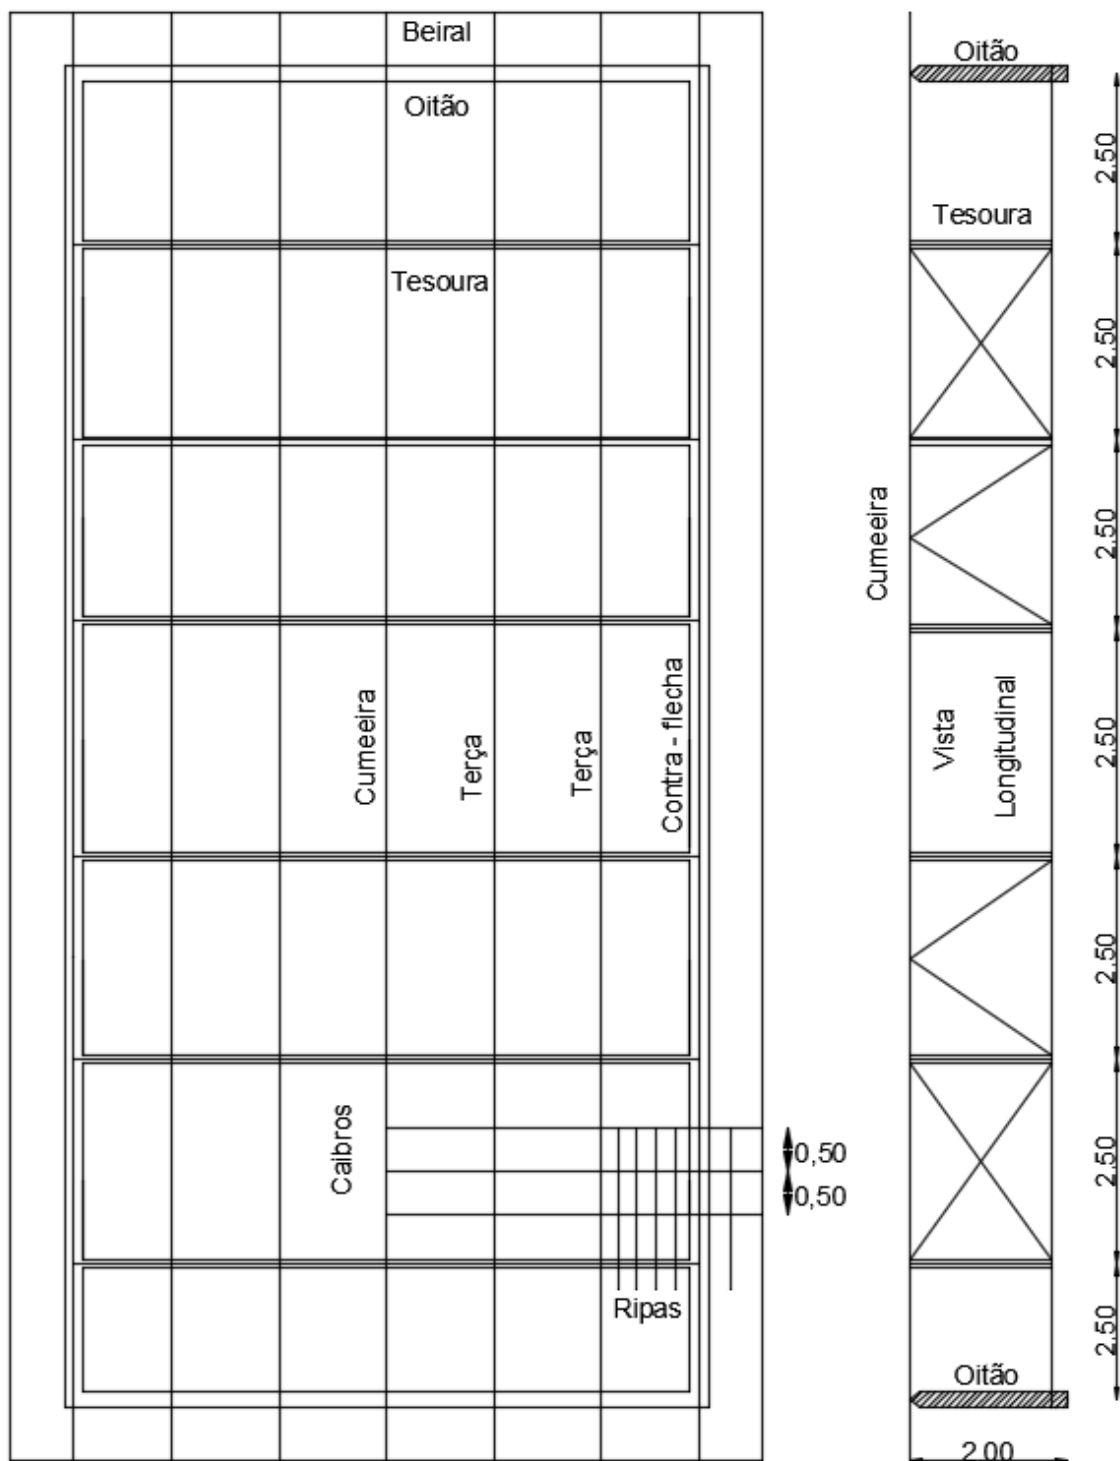 Beiral
Oitão
Tesoura
Cumeeira
Terça
Terça
Contra - flecha
Caibros
Ripas
0,50
0,50
Oitão
Tesoura
Cumeeira
Vista
Longitudinal
Oitão
2.50
2.50
2.50
2.50
2.50
2.50
2.50
2.00